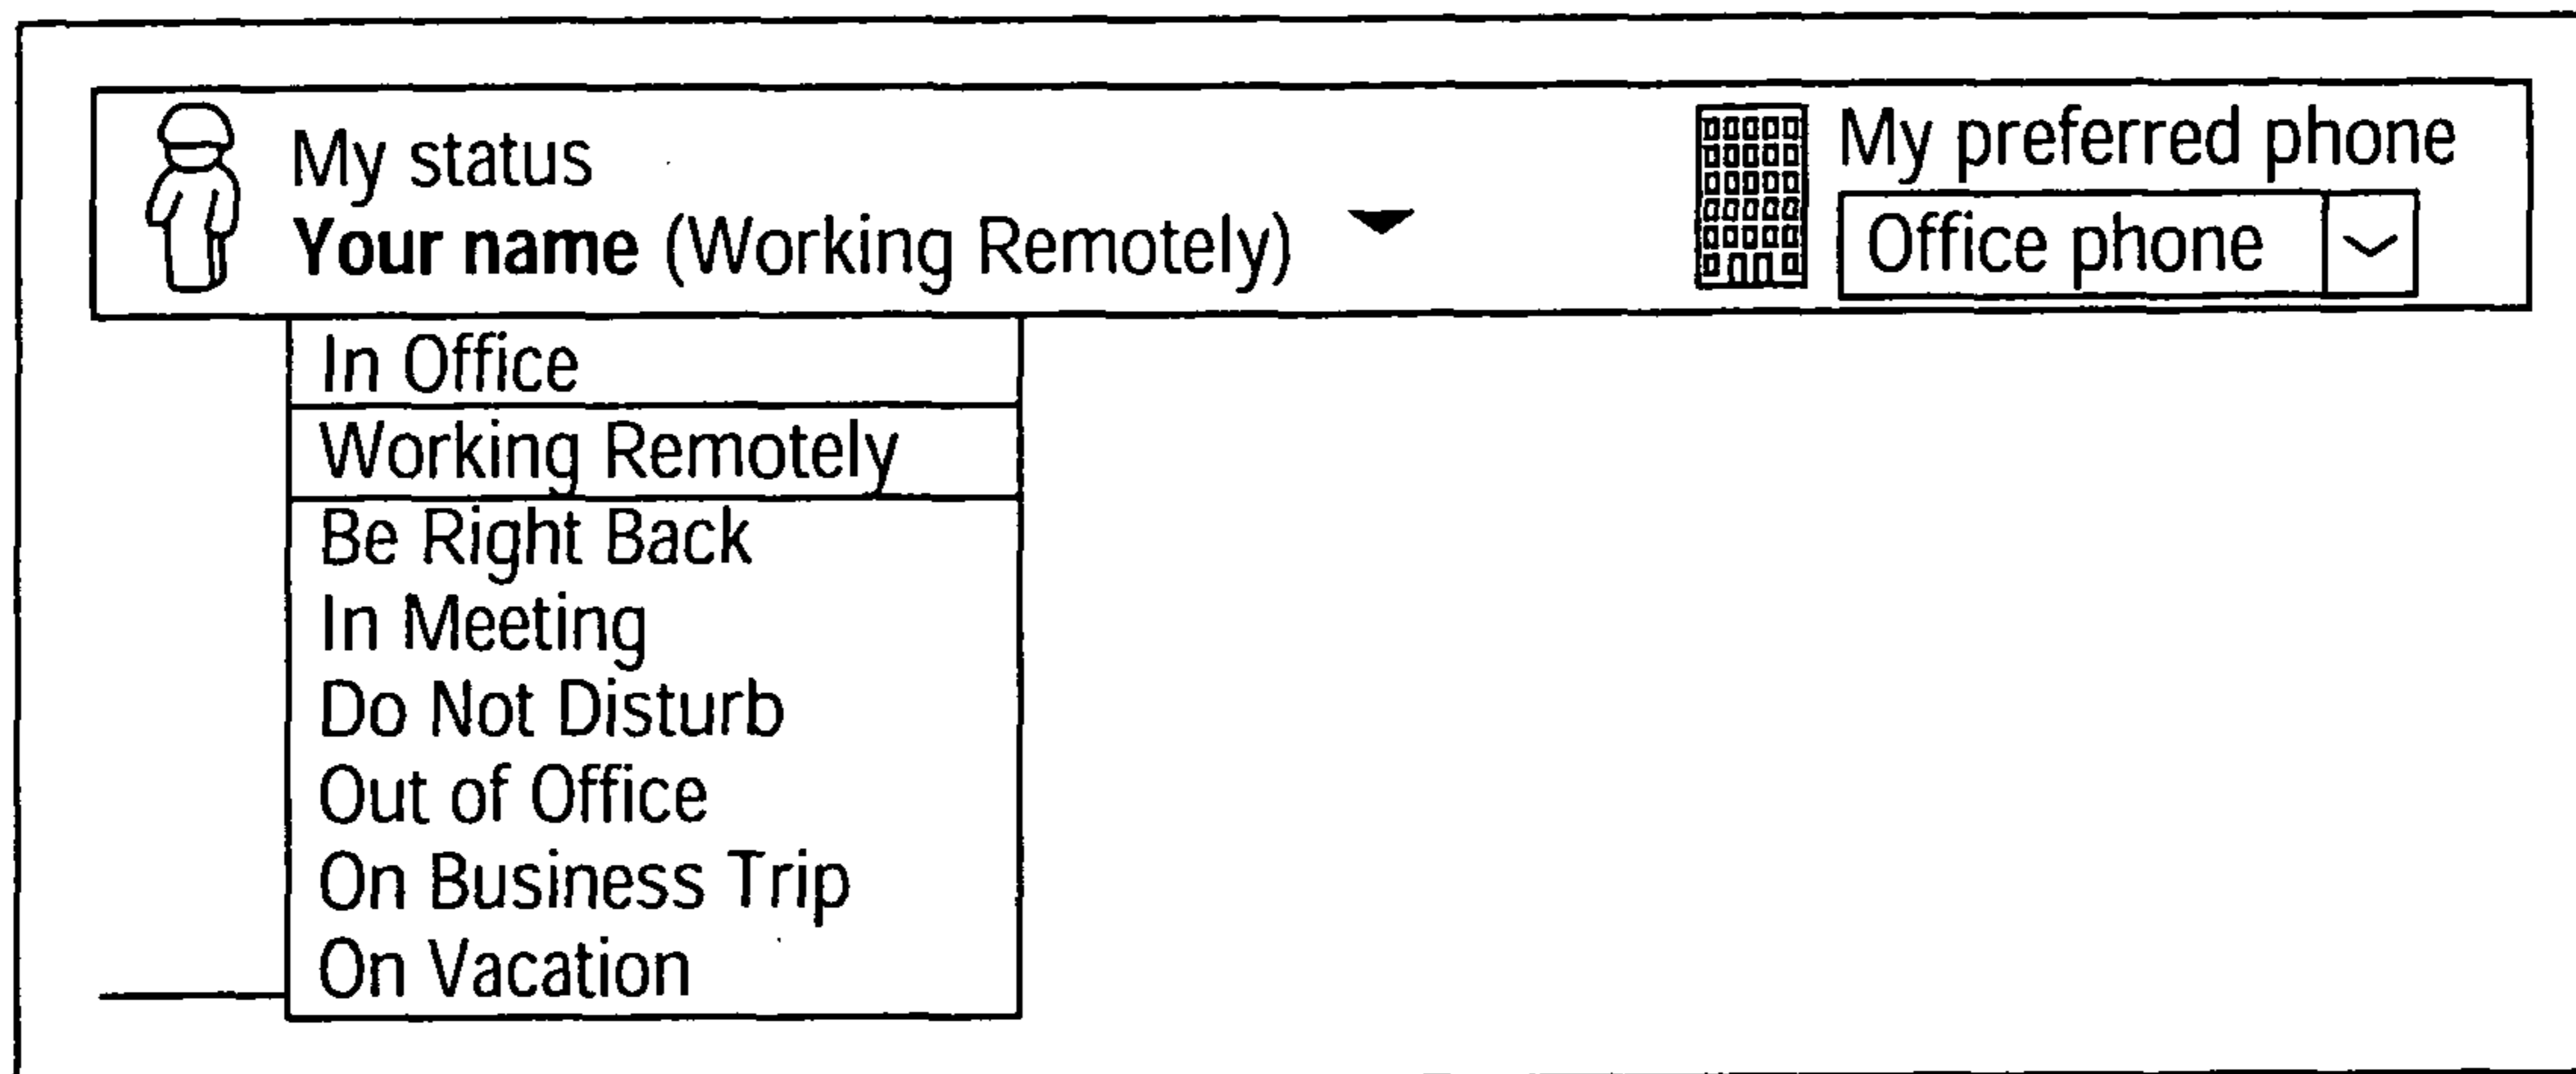 My status
Your name (Working Remotely)
My preferred phone
Office phone
In Office
Working Remotely
Be Right Back
In Meeting
Do Not Disturb
Out of Office
On Business Trip
On Vacation